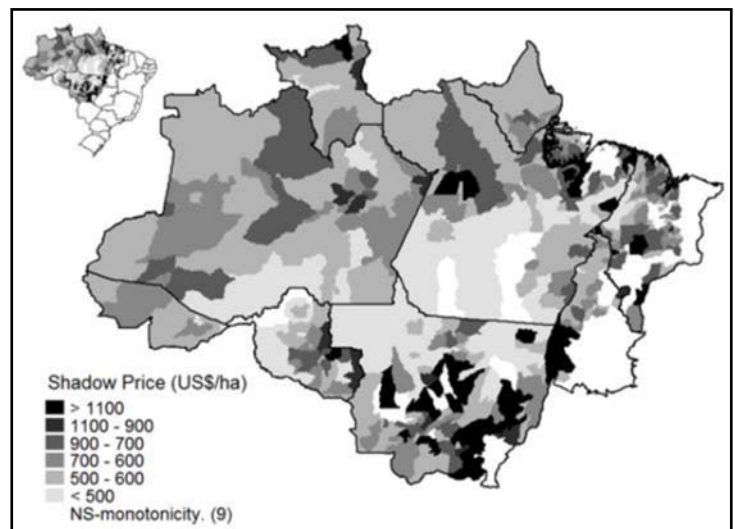 Shadow Price (US$/ha)
> 1100
1100 - 900
900 - 700
700 - 600
500 - 600
< 500
NS-monotonicity. (9)